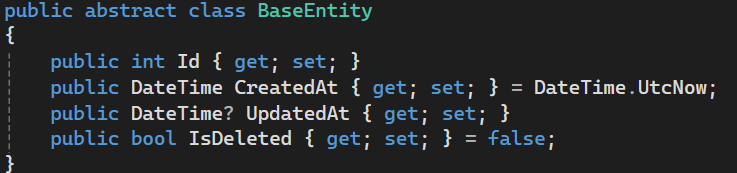 public abstract class BaseEntity
{
    public int Id { get; set; }
    public DateTime CreatedAt { get; set; } = DateTime.UtcNow;
    public DateTime? UpdatedAt { get; set; }
    public bool IsDeleted { get; set; } = false;
}